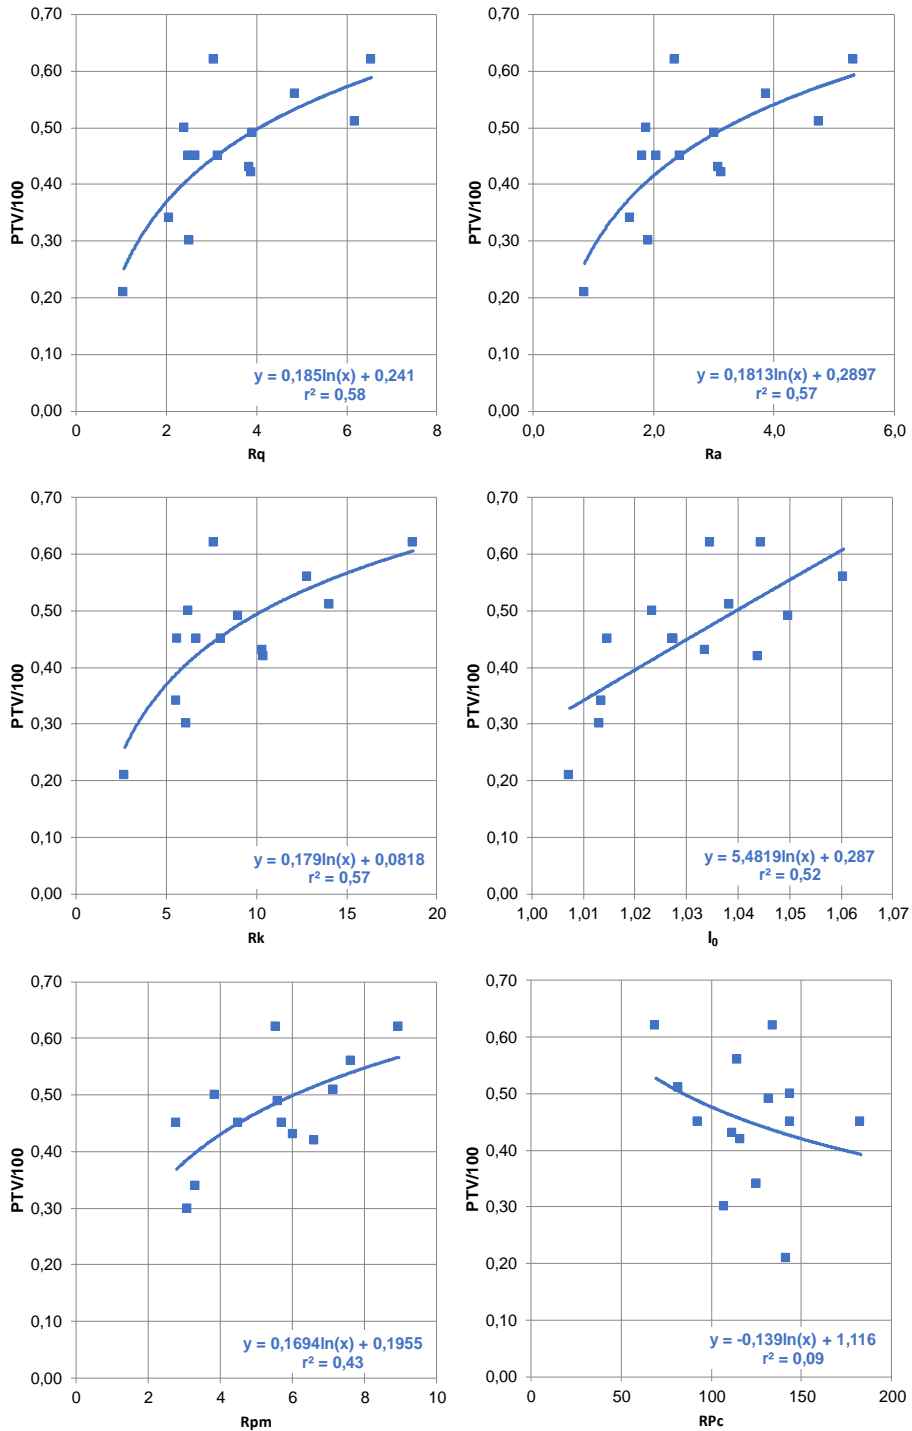 0,70
0,60
0,50
0,40
0,30
0,20
0,10
0,00
PTV/100
y = 0,185ln(x) + 0,241
r² = 0,58
0 2 4 6 8
Rq
0,70
0,60
0,50
0,40
0,30
0,20
0,10
0,00
PTV/100
y = 0,1813ln(x) + 0,2897
r² = 0,57
0,0 2,0 4,0 6,0
Ra
0,70
0,60
0,50
0,40
0,30
0,20
0,10
0,00
PTV/100
y = 0,179ln(x) + 0,0818
r² = 0,57
0 5 10 15 20
Rk
0,70
0,60
0,50
0,40
0,30
0,20
0,10
0,00
PTV/100
y = 5,4819ln(x) + 0,287
r² = 0,52
1,00 1,01 1,02 1,03 1,04 1,05 1,06 1,07
l₀
0,70
0,60
0,50
0,40
0,30
0,20
0,10
0,00
PTV/100
y = 0,1694ln(x) + 0,1955
r² = 0,43
0 2 4 6 8 10
Rpm
0,70
0,60
0,50
0,40
0,30
0,20
0,10
0,00
PTV/100
y = -0,139ln(x) + 1,116
r² = 0,09
0 50 100 150 200
RPc